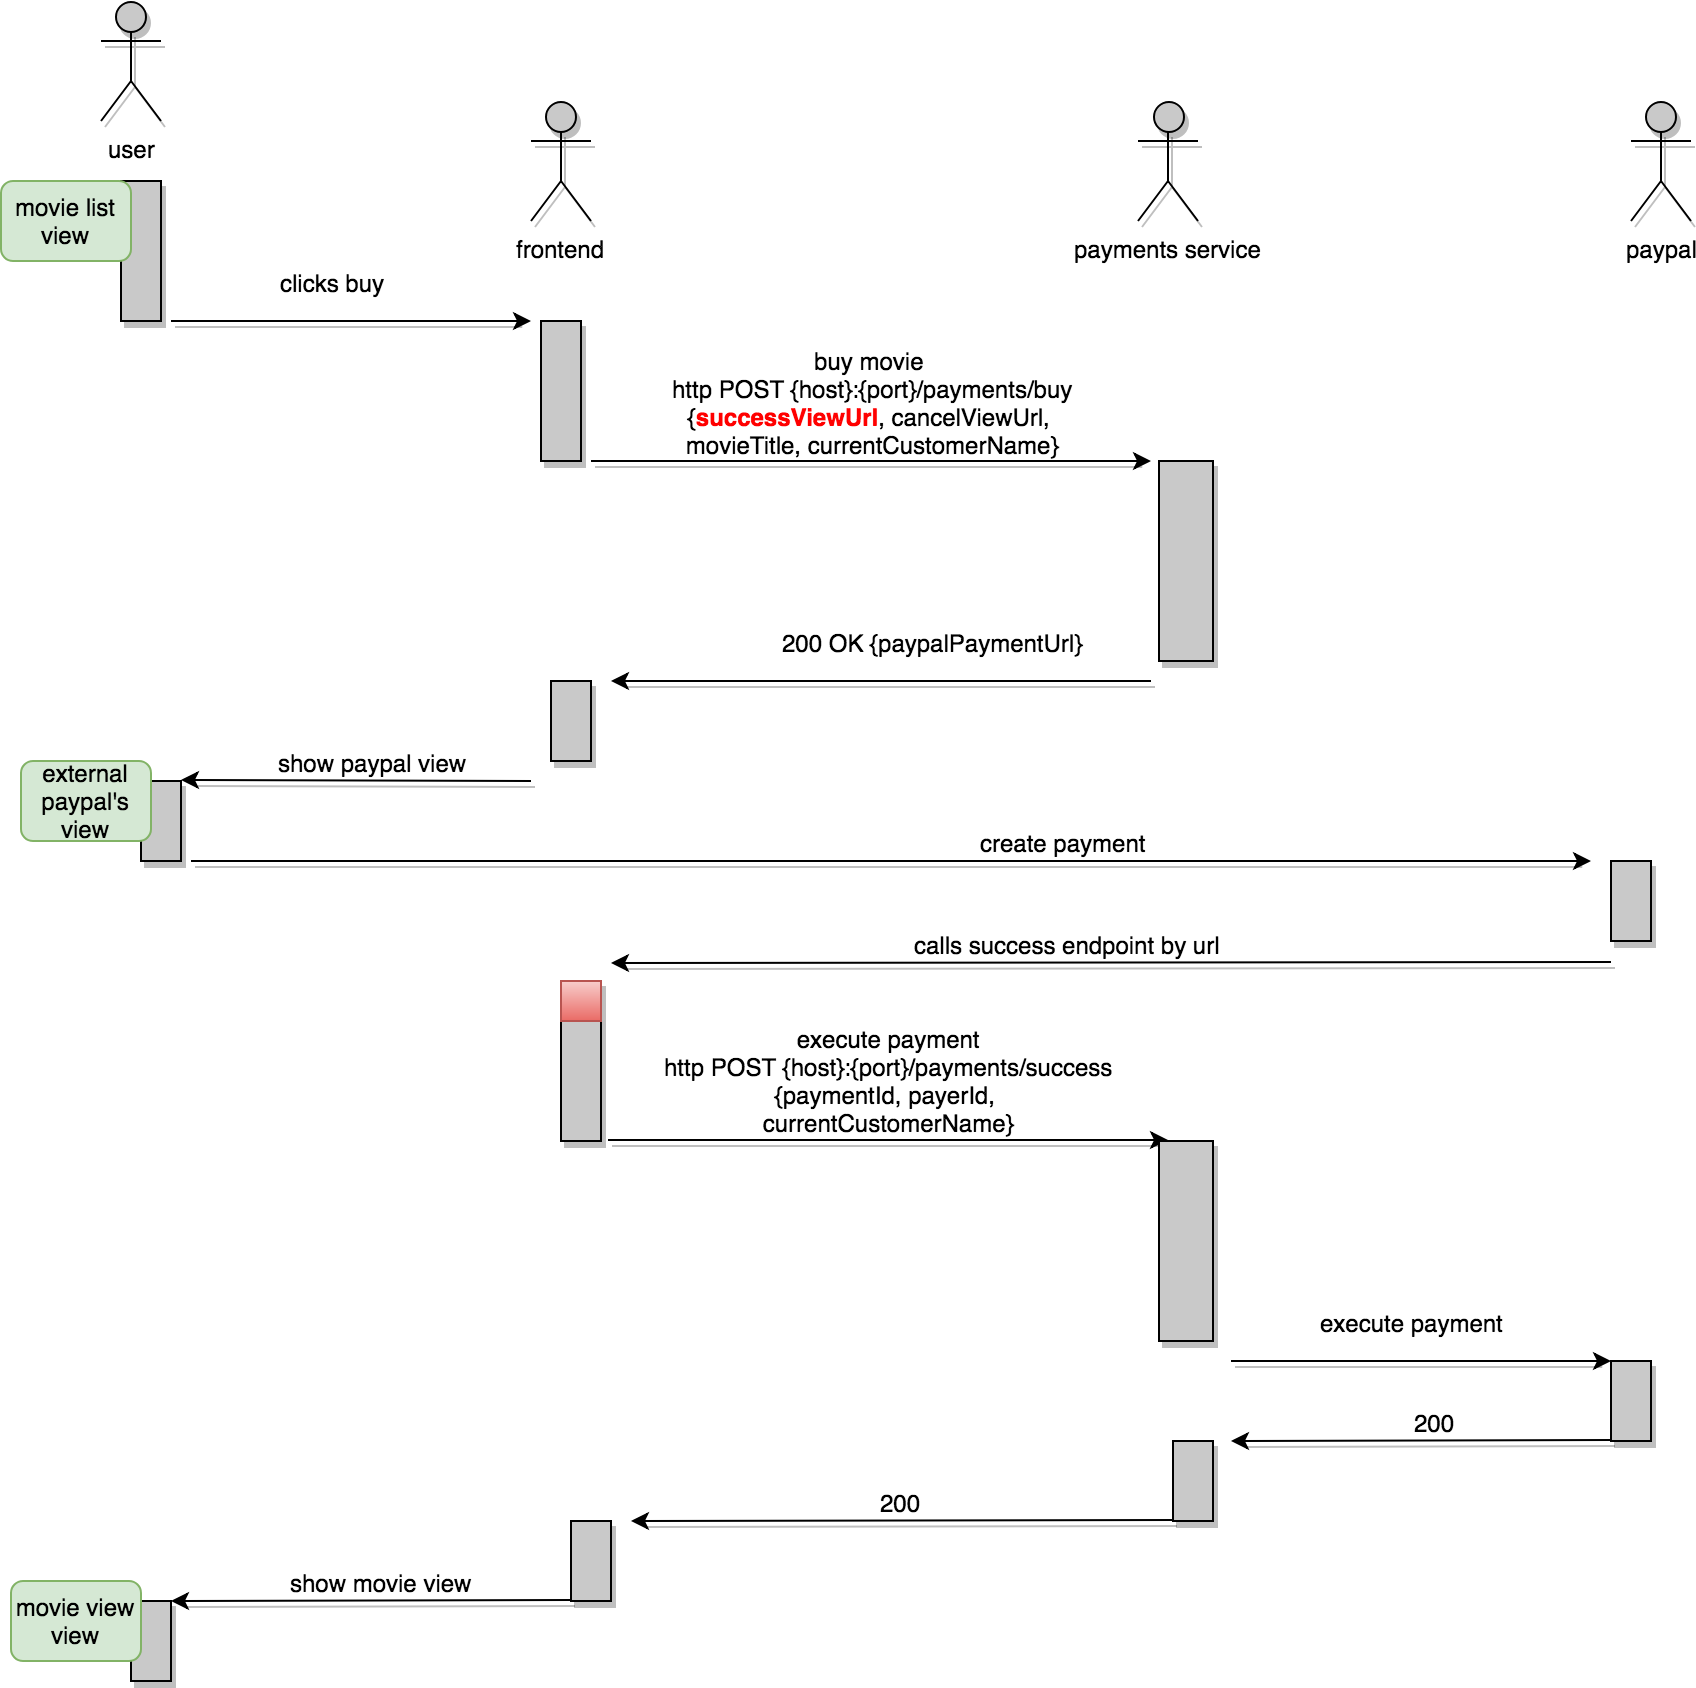 user
frontend
payments service
paypal
movie list
view
clicks buy
buy movie
http POST {host}:{port}/payments/buy
{successViewUrl, cancelViewUrl,
movieTitle, currentCustomerName}
200 OK {paypalPaymentUrl}
show paypal view
external
paypal's
view
create payment
calls success endpoint by url
execute payment
http POST {host}:{port}/payments/success
{paymentId, payerId,
currentCustomerName}
execute payment
200
200
show movie view
movie view
view